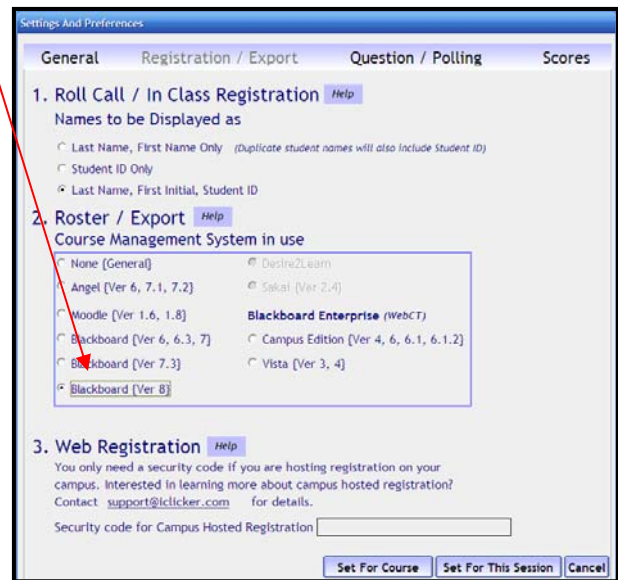 Settings And Preferences
General Registration / Export Question / Polling Scores
1. Roll Call / In Class Registration Help
Names to be Displayed as
Last Name, First Name Only (Duplicate student names will also include Student ID)
Student ID Only
Last Name, First Initial, Student ID
2. Roster / Export Help
Course Management System in use
None {General} Desire2Learn
Angel {Ver 6, 7.1, 7.2} Sakai {Ver 2.4}
Moodle {Ver 1.6, 1.8} Blackboard Enterprise (WebCT)
Blackboard {Ver 6, 6.3, 7} Campus Edition {Ver 4, 6, 6.1, 6.1.2}
Blackboard {Ver 7.3} Vista {Ver 3, 4}
Blackboard {Ver 8}
3. Web Registration Help
You only need a security code if you are hosting registration on your
campus. Interested in learning more about campus hosted registration?
Contact support@iclicker.com for details.
Security code for Campus Hosted Registration
Set For Course Set For This Session Cancel